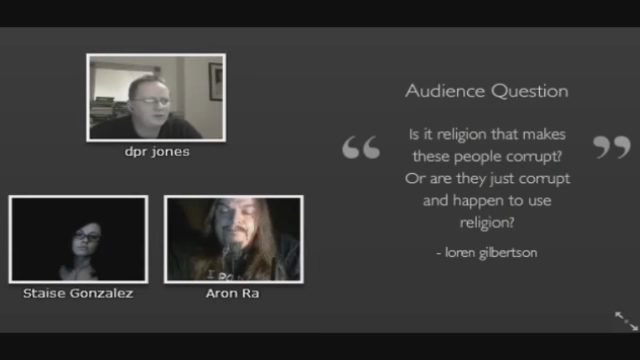 dpr jones
Staise Gonzalez
Aron Ra
Audience Question
“
Is it religion that makes
these people corrupt?
Or are they just corrupt
and happen to use
religion?
”
- loren gilbertson